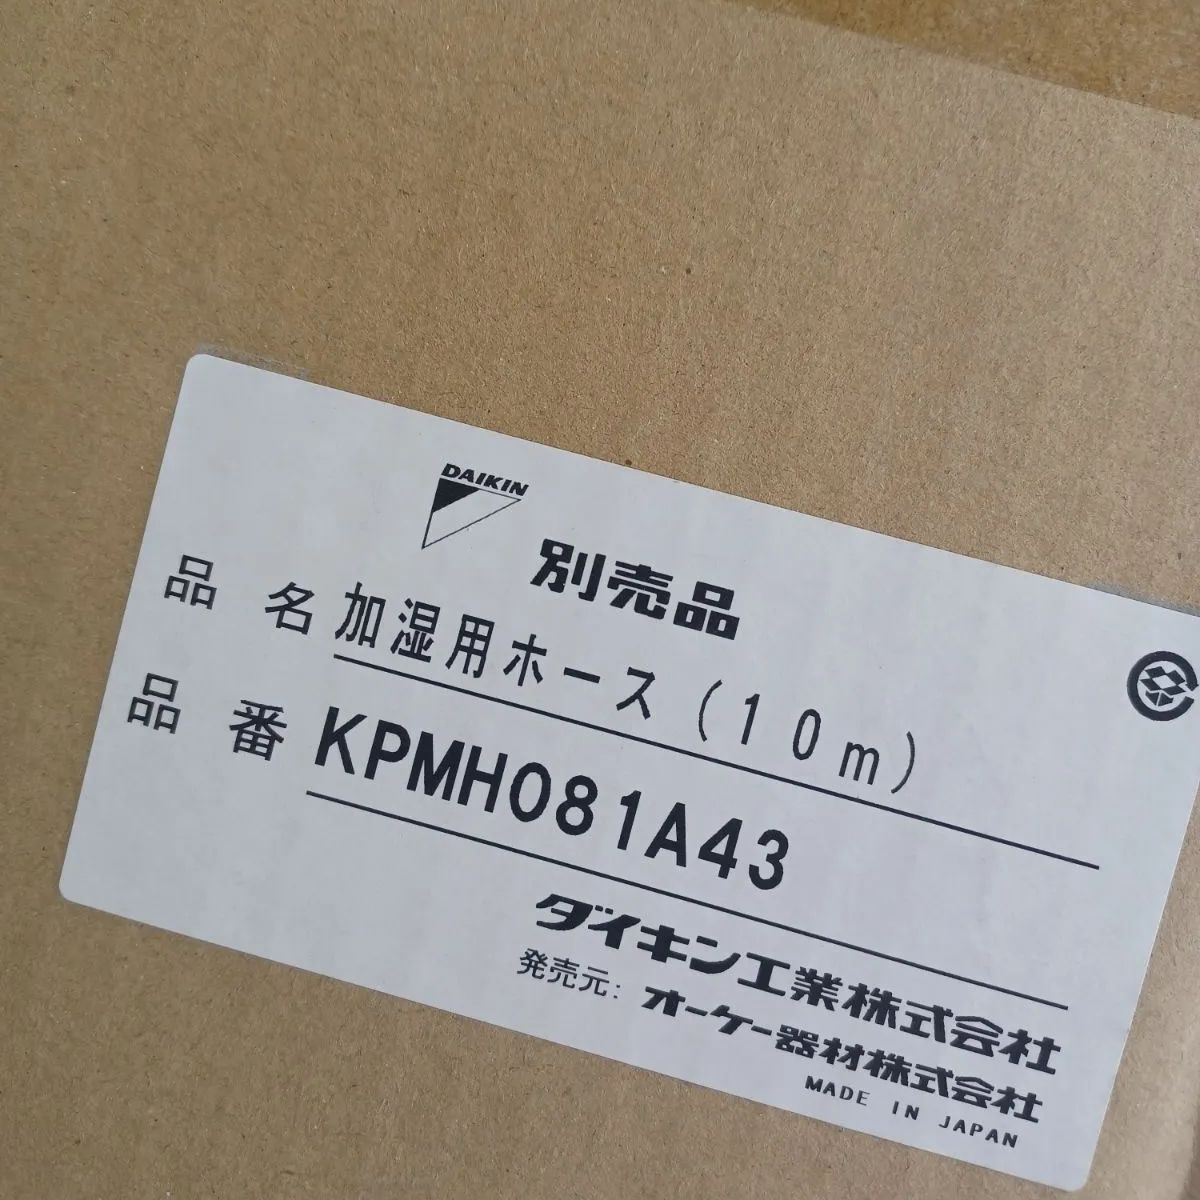 DAIKIN
別売品
品名 加湿用ホース(10m)
品番 KPMH081A43
ダイキン工業株式会社
発売元: オーケー器材株式会社
MADE IN JAPAN